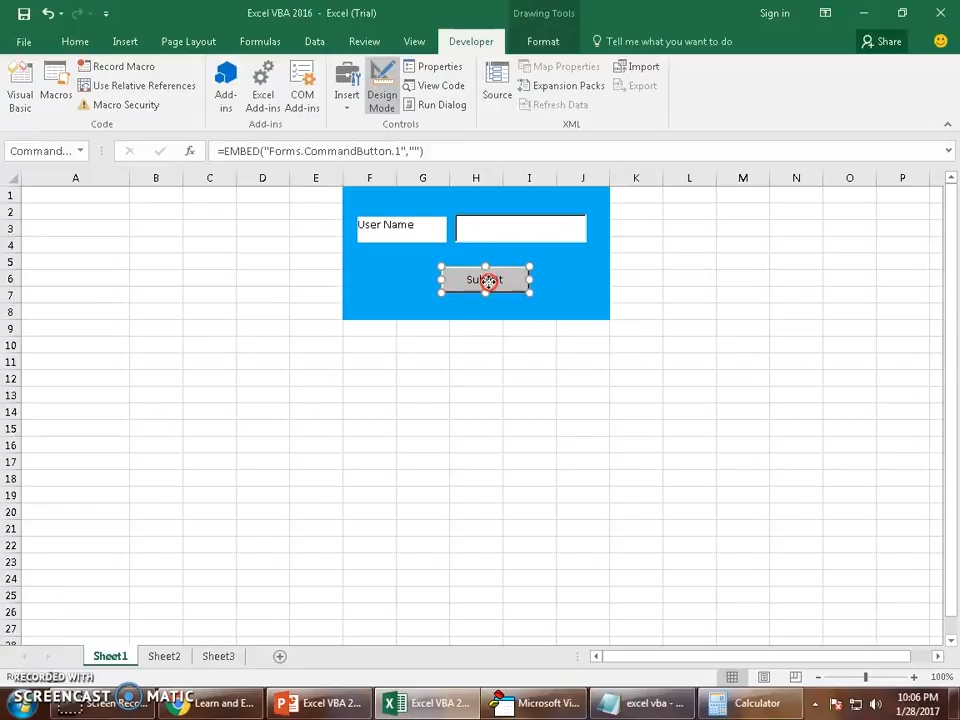 Excel VBA 2016 - Excel (Trial)
Drawing Tools
Sign in
File
Home
Insert
Page Layout
Formulas
Data
Review
View
Developer
Format
Tell me what you want to do
Share
Visual Basic
Macros
Record Macro
Use Relative References
Macro Security
Code
Add-ins
Excel Add-ins
COM Add-ins
Add-ins
Insert
Design Mode
Properties
View Code
Run Dialog
Controls
Source
Map Properties
Expansion Packs
Refresh Data
Import
Export
XML
Command...
fx
=EMBED("Forms.CommandButton.1","")
A B C D E F G H I J K L M N O P
1
2
3
4
5
6
7
8
9
10
11
12
13
14
15
16
17
18
19
20
21
22
23
24
25
26
27
28
User Name
Submit
Sheet1
Sheet2
Sheet3
100%
RECORDED WITH
SCREENCAST MATIC
Screen Reco...
Learn and E...
Excel VBA 2...
Excel VBA 2...
Microsoft Vi...
excel vba - ...
Calculator
10:06 PM
1/28/2017